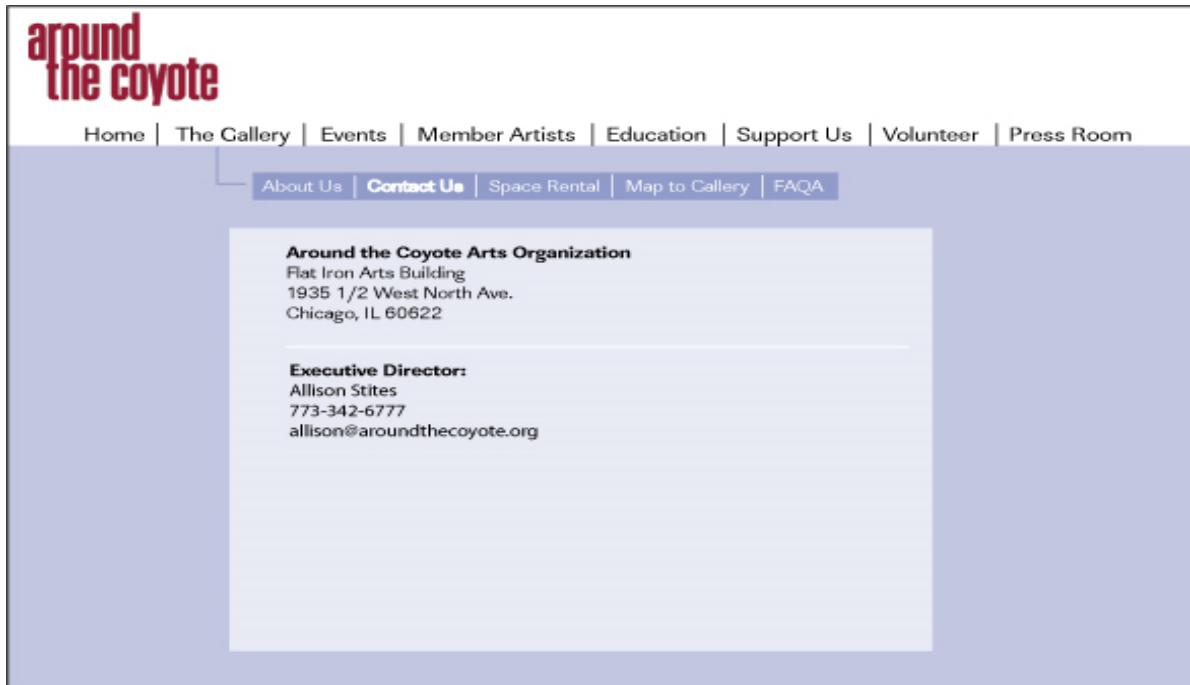 around
the coyote
Home | The Gallery | Events | Member Artists | Education | Support Us | Volunteer | Press Room
About Us | Contact Us | Space Rental | Map to Gallery | FAQA
Around the Coyote Arts Organization
Flat Iron Arts Building
1935 1/2 West North Ave.
Chicago, IL 60622
Executive Director:
Allison Stites
773-342-6777
allison@aroundthecoyote.org